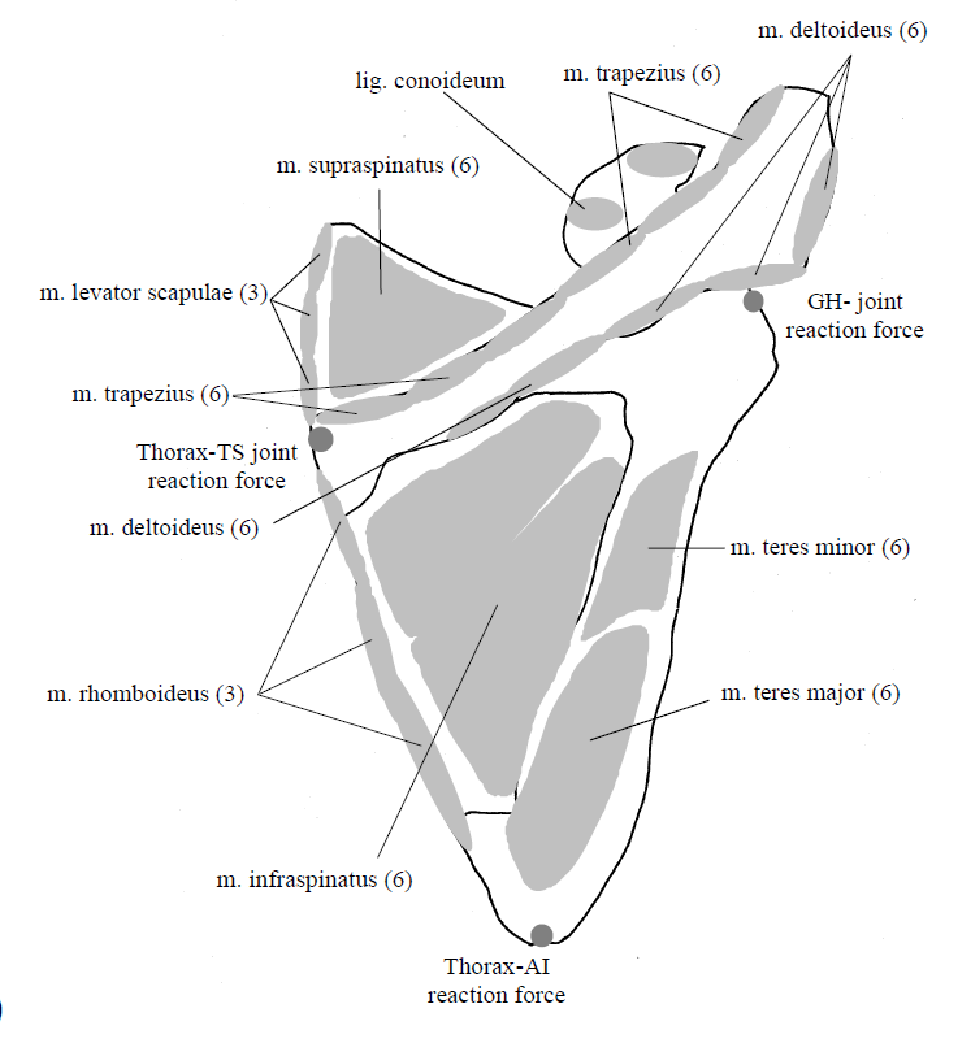 m. deltoideus (6)
m. trapezius (6)
lig. conoideum
m. supraspinatus (6)
m. levator scapulae (3)
GH- joint
reaction force
m. trapezius (6)
Thorax-TS joint
reaction force
m. deltoideus (6)
m. teres minor (6)
m. rhomboideus (3)
m. teres major (6)
m. infraspinatus (6)
Thorax-AI
reaction force